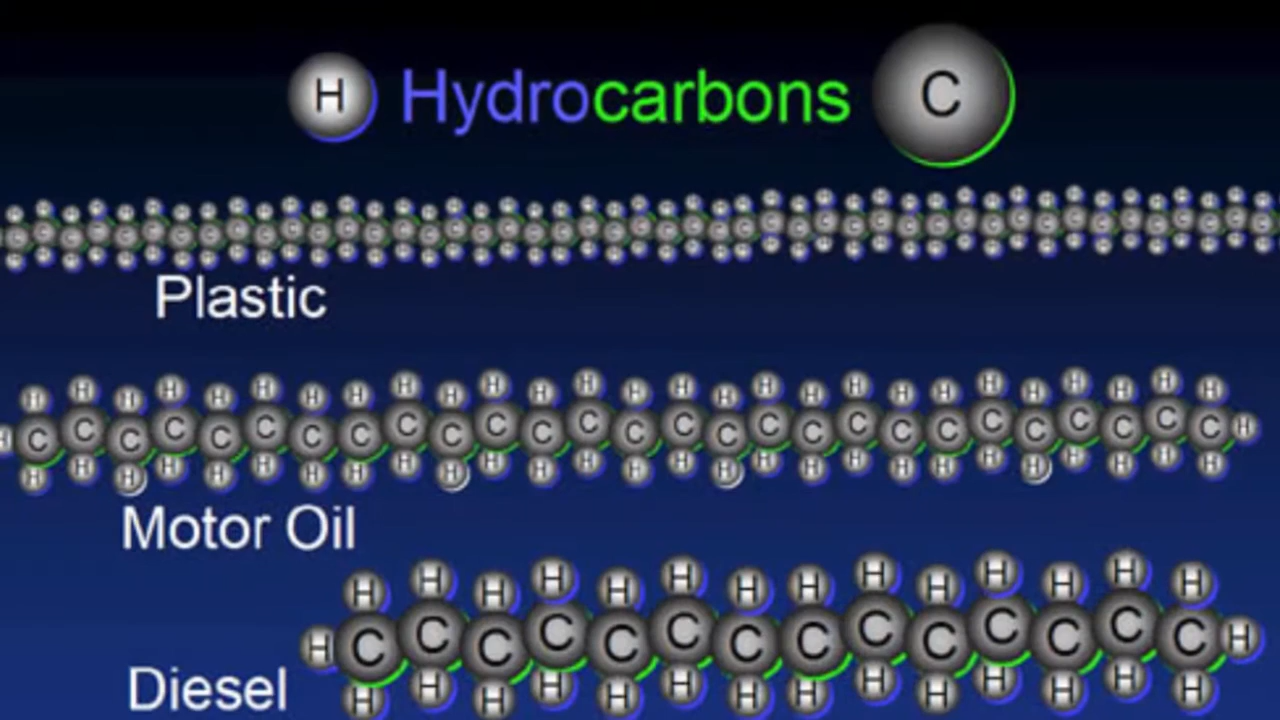 H Hydrocarbons C
Plastic
H H H H H H H H H H H H H H H H H H H H H H H H H H H
H C C C C C C C C C C C C C C C C C C C C C C C C C C C H
H H H H H H H H H H H H H H H H H H H H H H H H H H H
Motor Oil
H H H H H H H H H H H H H H
H C C C C C C C C C C C C C C H
H H H H H H H H H H H H H H
Diesel